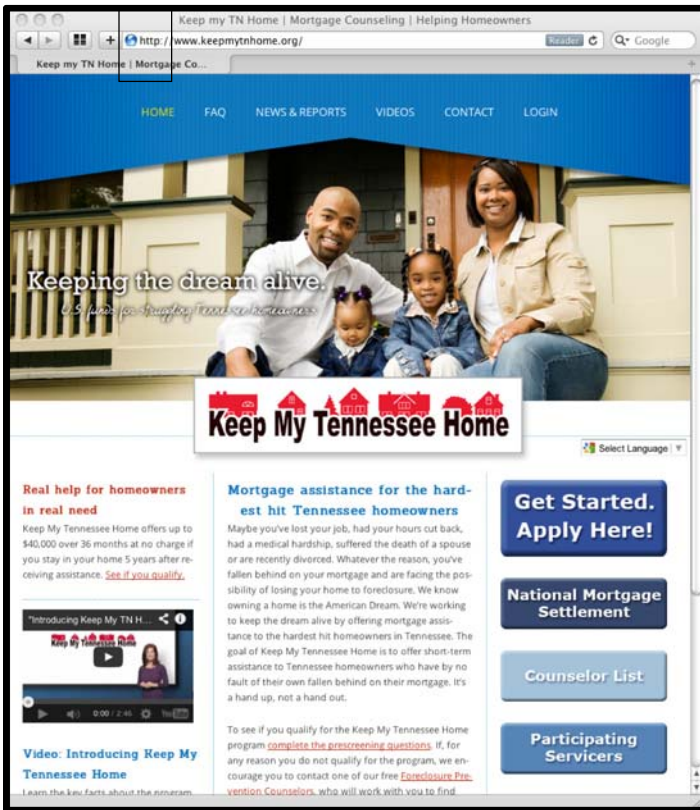 Keep my TN Home | Mortgage Counseling | Helping Homeowners
http://www.keepmytnhome.org/
Reader
Google
Keep my TN Home | Mortgage Co...
HOME FAQ NEWS & REPORTS VIDEOS CONTACT LOGIN
Keeping the dream alive.
U.S. funds for struggling Tennessee homeowners
Keep My Tennessee Home
Select Language
Real help for homeowners
in real need
Keep My Tennessee Home offers up to
$40,000 over 36 months at no charge if
you stay in your home 5 years after re-
ceiving assistance. See if you qualify.
"Introducing Keep My TN H...
Keep My Tennessee Home
0:00 / 2:46
YouTube
Video: Introducing Keep My
Tennessee Home
Learn the key facts about the program
Mortgage assistance for the hard-
est hit Tennessee homeowners
Maybe you've lost your job, had your hours cut back,
had a medical hardship, suffered the death of a spouse
or are recently divorced. Whatever the reason, you've
fallen behind on your mortgage and are facing the pos-
sibility of losing your home to foreclosure. We know
owning a home is the American Dream. We're working
to keep the dream alive by offering mortgage assis-
tance to the hardest hit homeowners in Tennessee. The
goal of Keep My Tennessee Home is to offer short-term
assistance to Tennessee homeowners who have by no
fault of their own fallen behind on their mortgage. It's
a hand up, not a hand out.
To see if you qualify for the Keep My Tennessee Home
program complete the prescreening questions. If, for
any reason you do not qualify for the program, we en-
courage you to contact one of our free Foreclosure Pre-
vention Counselors, who will work with you to find
Get Started.
Apply Here!
National Mortgage
Settlement
Counselor List
Participating
Servicers